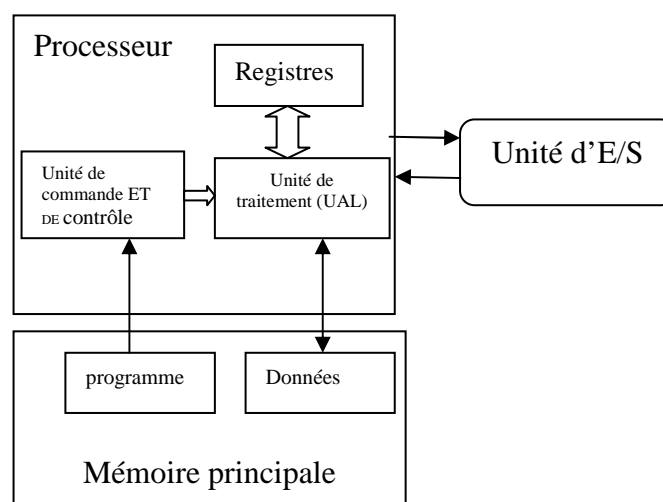 Processeur
Registres
Unité d'E/S
Unité de
commande ET
DE contrôle
Unité de
traitement (UAL)
programme
Données
Mémoire principale